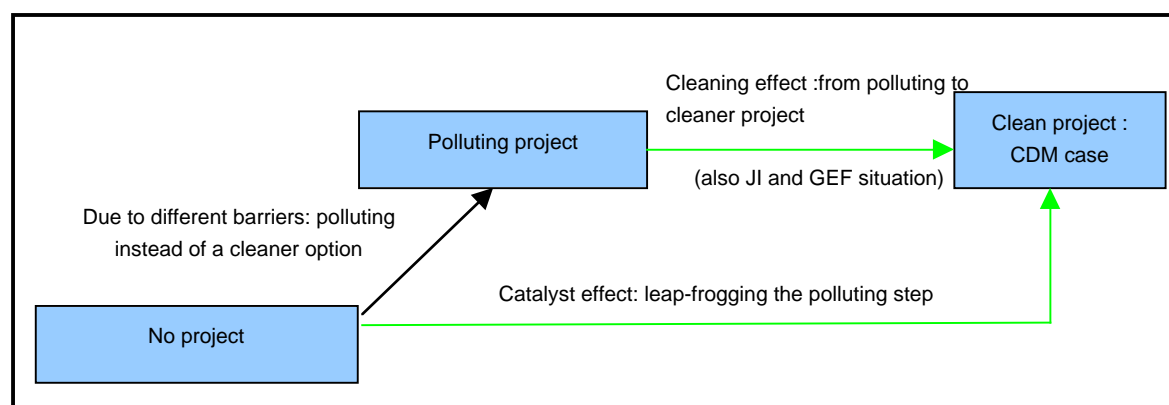 Cleaning effect :from polluting to
cleaner project
Clean project :
CDM case
Polluting project
(also JI and GEF situation)
Due to different barriers: polluting
instead of a cleaner option
Catalyst effect: leap-frogging the polluting step
No project